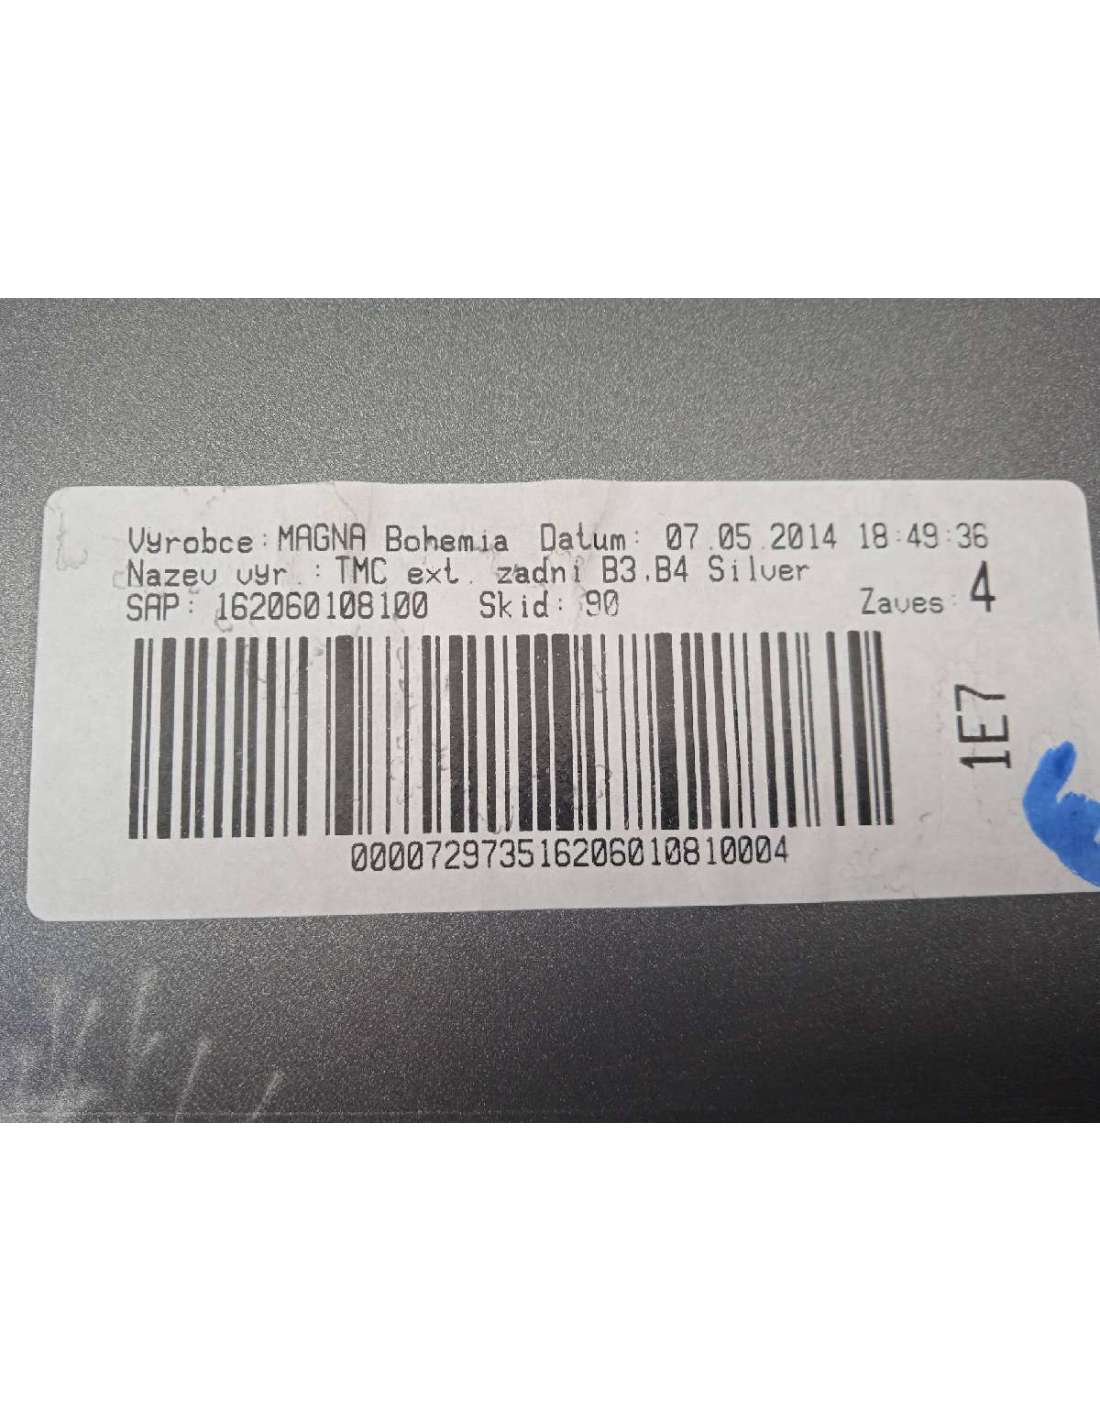 Vyrobce: MAGNA Bohemia Datum: 07.05.2014 18:49:36
Nazev vyr.: TMC ext. zadni B3,B4 Silver
SAP: 162060108100 Skid: 90 Zaves: 4
1E7
000072973516206010810004